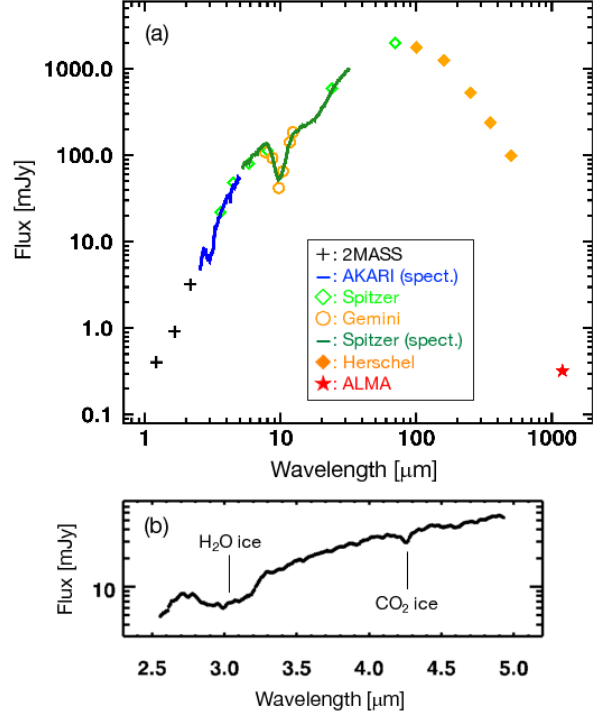 (a)
1000.0
100.0
10.0
1.0
0.1
Flux [mJy]
+: 2MASS
–: AKARI (spect.)
◇: Spitzer
○: Gemini
–: Spitzer (spect.)
◆: Herschel
★: ALMA
1 10 100 1000
Wavelength [μm]
(b)
H₂O ice
CO₂ ice
10
Flux [mJy]
2.5 3.0 3.5 4.0 4.5 5.0
Wavelength [μm]